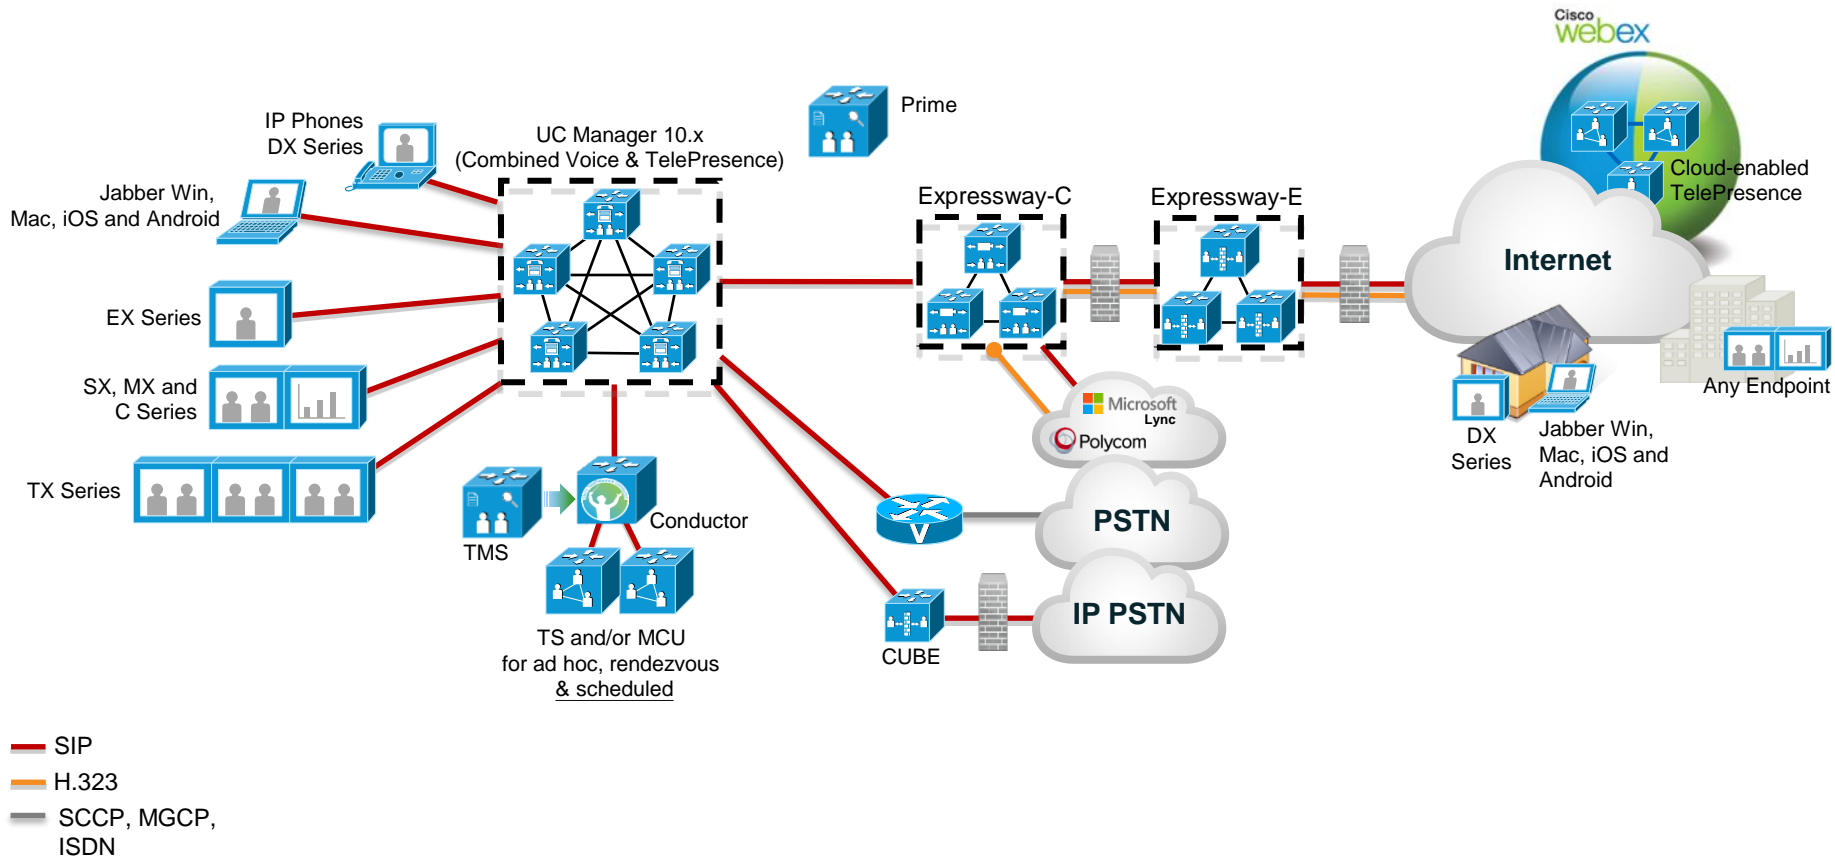 Cisco
webex
Prime
IP Phones
DX Series
UC Manager 10.x
(Combined Voice & TelePresence)
Jabber Win,
Mac, iOS and Android
Expressway-C
Expressway-E
Cloud-enabled
TelePresence
Internet
EX Series
SX, MX and
C Series
TX Series
Microsoft
Lync
Polycom
Any Endpoint
DX
Series
Jabber Win,
Mac, iOS and
Android
TMS
Conductor
V
PSTN
IP PSTN
CUBE
TS and/or MCU
for ad hoc, rendezvous
& scheduled
SIP
H.323
SCCP, MGCP,
ISDN